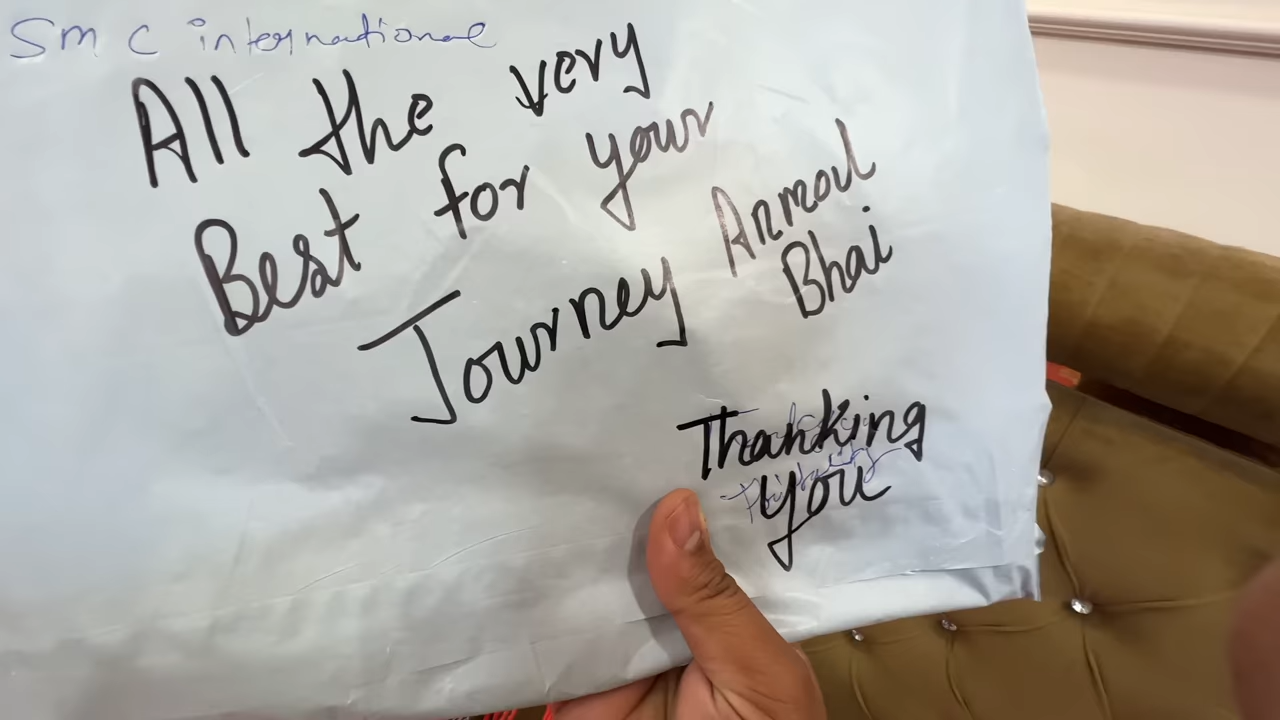 SMC international
All the very
Best for your
Journey Anmol
Bhai
Thanking
you